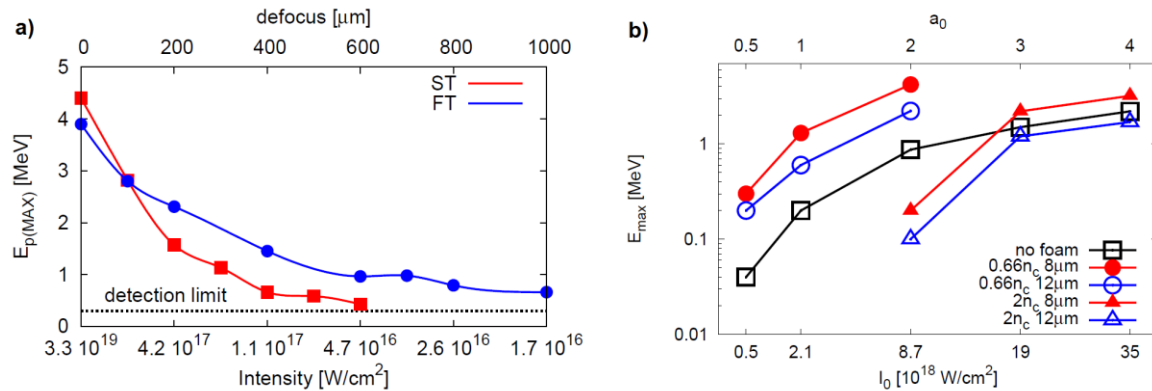 a)
defocus [μm]
0 200 400 600 800 1000
5
4
3
2
1
0
E_p(MAX) [MeV]
ST
FT
detection limit
3.3 10^19 4.2 10^17 1.1 10^17 4.7 10^16 2.6 10^16 1.7 10^16
Intensity [W/cm^2]
b)
a_0
0.5 1 2 3 4
1
0.1
0.01
E_max [MeV]
no foam
0.66n_c 8μm
0.66n_c 12μm
2n_c 8μm
2n_c 12μm
0.5 2.1 8.7 19 35
I_0 [10^18 W/cm^2]